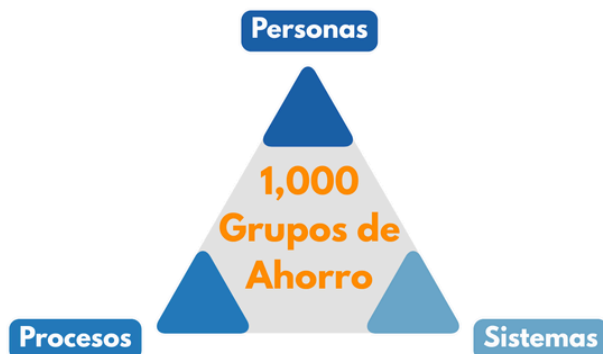 Personas
1,000
Grupos de
Ahorro
Procesos
Sistemas